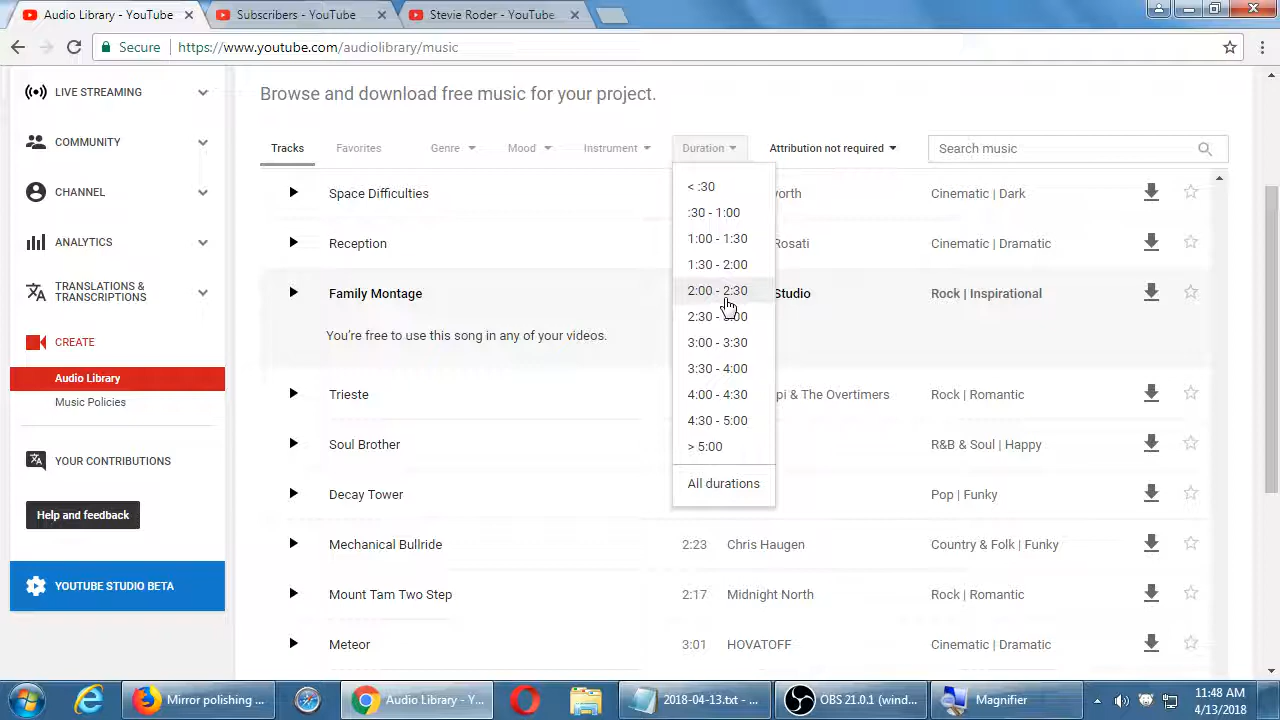 Audio Library - YouTube
Subscribers - YouTube
Stevie Koder - YouTube
Secure
https://www.youtube.com/audiolibrary/music
LIVE STREAMING
COMMUNITY
CHANNEL
ANALYTICS
TRANSLATIONS &
TRANSCRIPTIONS
CREATE
Audio Library
Music Policies
YOUR CONTRIBUTIONS
Help and feedback
YOUTUBE STUDIO BETA
Browse and download free music for your project.
Tracks Favorites Genre Mood Instrument Duration Attribution not required Search music
< :30
:30 - 1:00
1:00 - 1:30
1:30 - 2:00
2:00 - 2:30
2:30 - 3:00
3:00 - 3:30
3:30 - 4:00
4:00 - 4:30
4:30 - 5:00
> 5:00
All durations
Space Difficulties orth Cinematic | Dark
Reception Rosati Cinematic | Dramatic
Family Montage Studio Rock | Inspirational
You're free to use this song in any of your videos.
Trieste pi & The Overtimers Rock | Romantic
Soul Brother R&B & Soul | Happy
Decay Tower Pop | Funky
Mechanical Bullride 2:23 Chris Haugen Country & Folk | Funky
Mount Tam Two Step 2:17 Midnight North Rock | Romantic
Meteor 3:01 HOVATOFF Cinematic | Dramatic
Mirror polishing ...
Audio Library - Y...
2018-04-13.txt - ...
OBS 21.0.1 (wind...
Magnifier
11:48 AM
4/13/2018